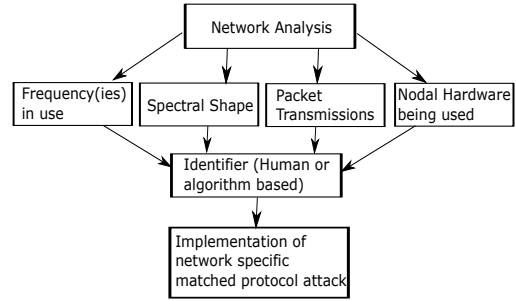 Network Analysis
Frequency(ies)
in use
Spectral Shape
Packet
Transmissions
Nodal Hardware
being used
Identifier (Human or
algorithm based)
Implementation of
network specific
matched protocol attack